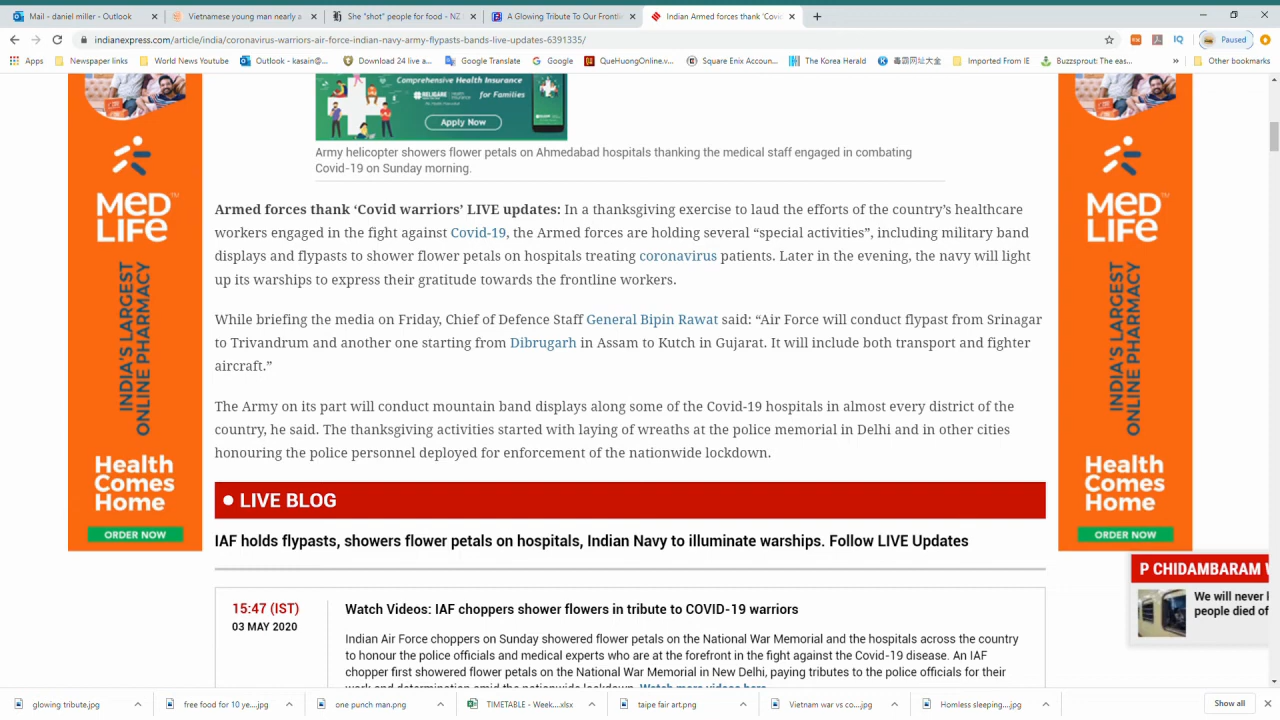 Mail - daniel miller - Outlook
Vietnamese young man nearly a
She "shot" people for food - NZ
A Glowing Tribute To Our Frontli
Indian Armed forces thank 'Covi
indianexpress.com/article/india/coronavirus-warriors-air-force-indian-navy-army-flypasts-bands-live-updates-6391335/
IQ
Paused
Apps
Newspaper links
World News Youtube
Outlook - kasain@...
Download 24 live a...
Google Translate
Google
QueHuongOnline.v...
Square Enix Accoun...
The Korea Herald
Imported From IE
Buzzsprout: The eas...
»
Other bookmarks
Comprehensive Health Insurance
RELIGARE
for Families
Apply Now
Army helicopter showers flower petals on Ahmedabad hospitals thanking the medical staff engaged in combating
Covid-19 on Sunday morning.
MED
LIFE™
INDIA'S LARGEST
ONLINE PHARMACY
Health
Comes
Home
ORDER NOW
Armed forces thank ‘Covid warriors’ LIVE updates: In a thanksgiving exercise to laud the efforts of the country’s healthcare
workers engaged in the fight against Covid-19, the Armed forces are holding several “special activities”, including military band
displays and flypasts to shower flower petals on hospitals treating coronavirus patients. Later in the evening, the navy will light
up its warships to express their gratitude towards the frontline workers.
While briefing the media on Friday, Chief of Defence Staff General Bipin Rawat said: “Air Force will conduct flypast from Srinagar
to Trivandrum and another one starting from Dibrugarh in Assam to Kutch in Gujarat. It will include both transport and fighter
aircraft.”
The Army on its part will conduct mountain band displays along some of the Covid-19 hospitals in almost every district of the
country, he said. The thanksgiving activities started with laying of wreaths at the police memorial in Delhi and in other cities
honouring the police personnel deployed for enforcement of the nationwide lockdown.
LIVE BLOG
IAF holds flypasts, showers flower petals on hospitals, Indian Navy to illuminate warships. Follow LIVE Updates
15:47 (IST)
03 MAY 2020
Watch Videos: IAF choppers shower flowers in tribute to COVID-19 warriors
Indian Air Force choppers on Sunday showered flower petals on the National War Memorial and the hospitals across the country
to honour the police officials and medical experts who are at the forefront in the fight against the Covid-19 disease. An IAF
chopper first showered flower petals on the National War Memorial in New Delhi, paying tributes to the police officials for their
work and determination amid the nationwide lockdown. Watch more videos here
MED
LIFE™
INDIA'S LARGEST
ONLINE PHARMACY
Health
Comes
Home
ORDER NOW
P CHIDAMBARAM
We will never
people died of
glowing tribute.jpg
free food for 10 ye....jpg
one punch man.png
TIMETABLE - Week....xlsx
taipe fair art.png
Vietnam war vs co....jpg
Homless sleeping....jpg
Show all